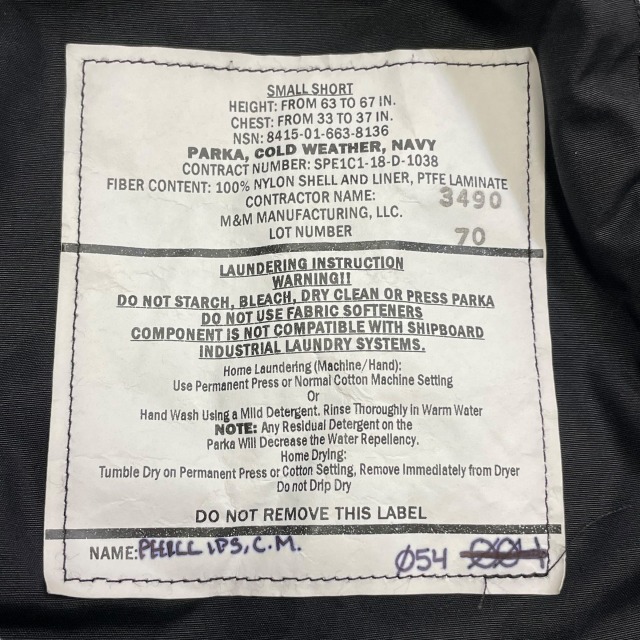 SMALL SHORT
HEIGHT: FROM 63 TO 67 IN.
CHEST: FROM 33 TO 37 IN.
NSN: 8415-01-663-8136
PARKA, COLD WEATHER, NAVY
CONTRACT NUMBER: SPE1C1-18-D-1038
FIBER CONTENT: 100% NYLON SHELL AND LINER, PTFE LAMINATE
CONTRACTOR NAME: 3490
M&M MANUFACTURING, LLC.
LOT NUMBER 70
LAUNDERING INSTRUCTION
WARNING!!
DO NOT STARCH, BLEACH, DRY CLEAN OR PRESS PARKA
DO NOT USE FABRIC SOFTENERS
COMPONENT IS NOT COMPATIBLE WITH SHIPBOARD
INDUSTRIAL LAUNDRY SYSTEMS.
Home Laundering (Machine/Hand):
Use Permanent Press or Normal Cotton Machine Setting
Or
Hand Wash Using a Mild Detergent. Rinse Thoroughly in Warm Water
NOTE: Any Residual Detergent on the
Parka Will Decrease the Water Repellency.
Home Drying:
Tumble Dry on Permanent Press or Cotton Setting, Remove Immediately from Dryer
Do not Drip Dry
DO NOT REMOVE THIS LABEL
NAME: PHILLIPS, C.M. Ø54